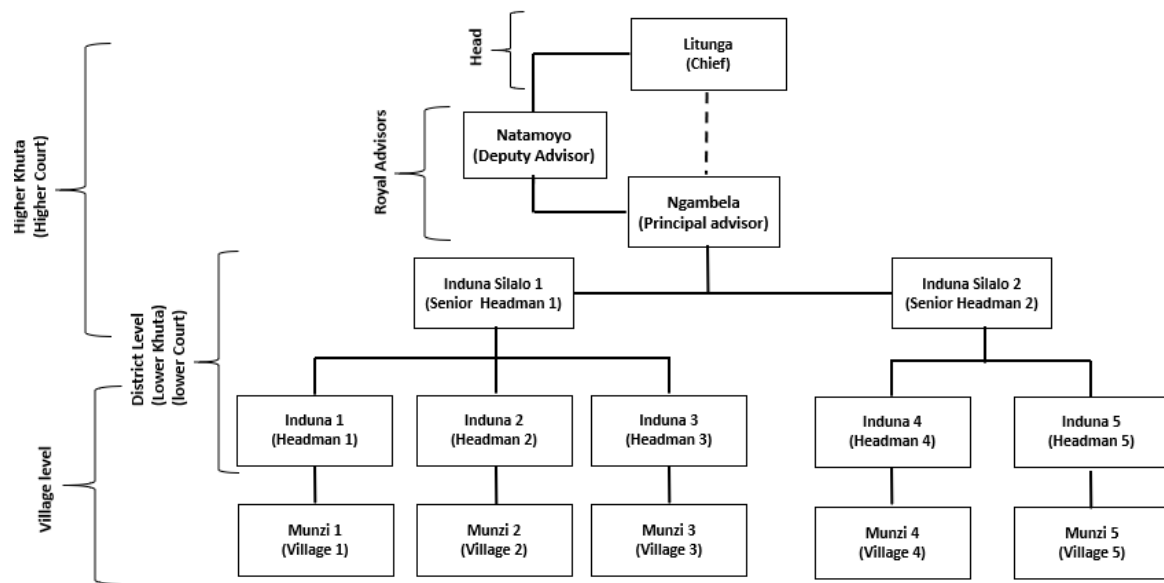 Head
Litunga
(Chief)
Higher Khuta
(Higher Court)
Royal Advisors
Natamoyo
(Deputy Advisor)
Ngambela
(Principal advisor)
District Level
(Lower Khuta)
(lower Court)
Induna Silalo 1
(Senior Headman 1)
Induna Silalo 2
(Senior Headman 2)
Village level
Induna 1
(Headman 1)
Induna 2
(Headman 2)
Induna 3
(Headman 3)
Induna 4
(Headman 4)
Induna 5
(Headman 5)
Munzi 1
(Village 1)
Munzi 2
(Village 2)
Munzi 3
(Village 3)
Munzi 4
(Village 4)
Munzi 5
(Village 5)